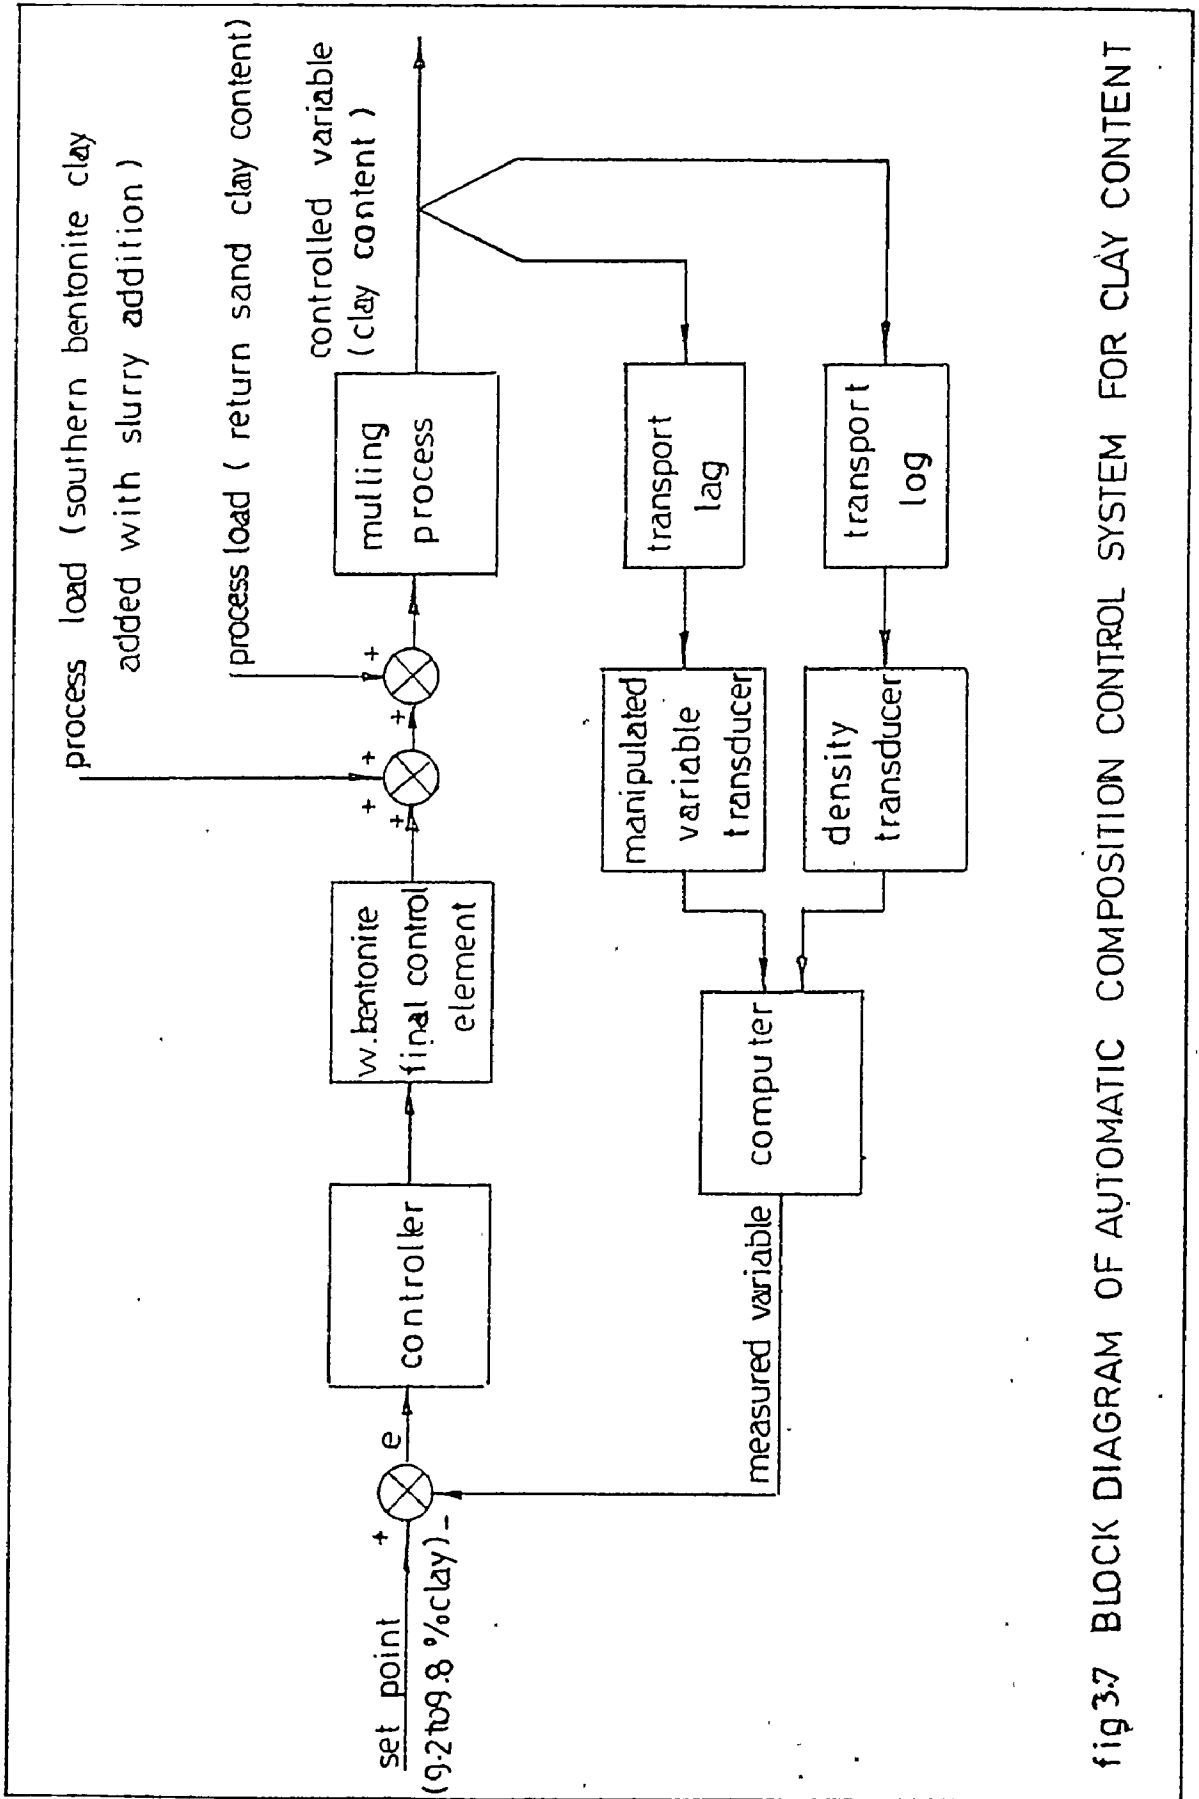 process load (southern bentonite clay
added with slurry addition)
process load ( return sand clay content)
controlled variable
(clay content )
set point
(9.2 to 9.8 %clay)
+
-
e
controller
w.bentonite
final control
element
+
+
+
+
+
mulling
process
transport
lag
transport
log
manipulated
variable
transducer
density
transducer
computer
measured variable
fig 3.7 BLOCK DIAGRAM OF AUTOMATIC COMPOSITION CONTROL SYSTEM FOR CLAY CONTENT